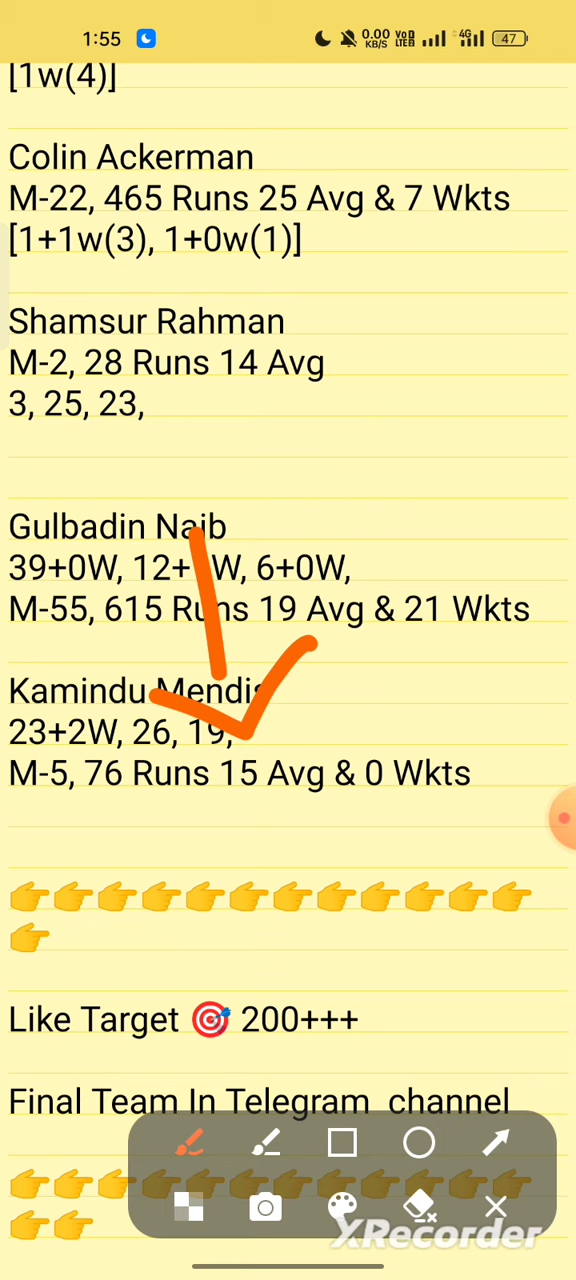 1:55
0.00 KB/S
Vo LTE
4G
47
[1w(4)]
Colin Ackerman
M-22, 465 Runs 25 Avg & 7 Wkts
[1+1w(3), 1+0w(1)]
Shamsur Rahman
M-2, 28 Runs 14 Avg
3, 25, 23,
Gulbadin Naib
39+0W, 12+ W, 6+0W,
M-55, 615 Runs 19 Avg & 21 Wkts
Kamindu Mendis
23+2W, 26, 19,
M-5, 76 Runs 15 Avg & 0 Wkts
👉👉👉👉👉👉👉👉👉👉👉👉
👉
Like Target 🎯 200+++
Final Team In Telegram channel
👉👉👉👉👉👉👉👉👉👉👉👉
👉👉
XRecorder